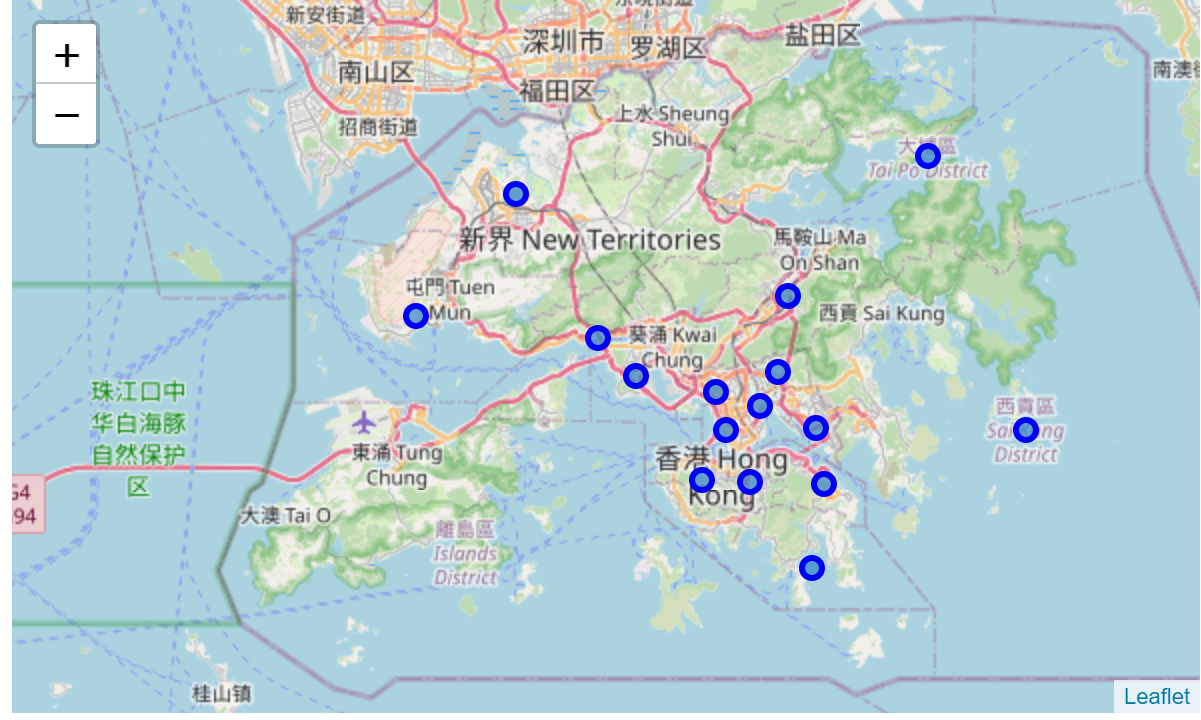 +
−
新安街道
深圳市
罗湖区
盐田区
南山区
福田区
南澳街
招商街道
上水 Sheung
Shui
大埔區
Tai Po District
新界 New Territories
馬鞍山 Ma
On Shan
屯門 Tuen
Mun
西貢 Sai Kung
葵涌 Kwai
Chung
珠江口中
华白海豚
自然保护
区
西貢區
District
香港 Hong
Kong
東涌 Tung
Chung
G4
94
大澳 Tai O
離島區
Islands
District
桂山镇
Leaflet